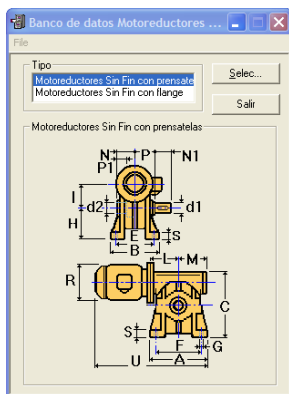 Banco de datos Motoreductores ...
File
Tipo
Motoreductores Sin Fin con prensate
Motoreductores Sin Fin con flange
Selec...
Salir
Motoreductores Sin Fin con prensatelas
N P N1
P1
I
d2 d1
H
E S
B
L M
R
C
S
F G
A
U